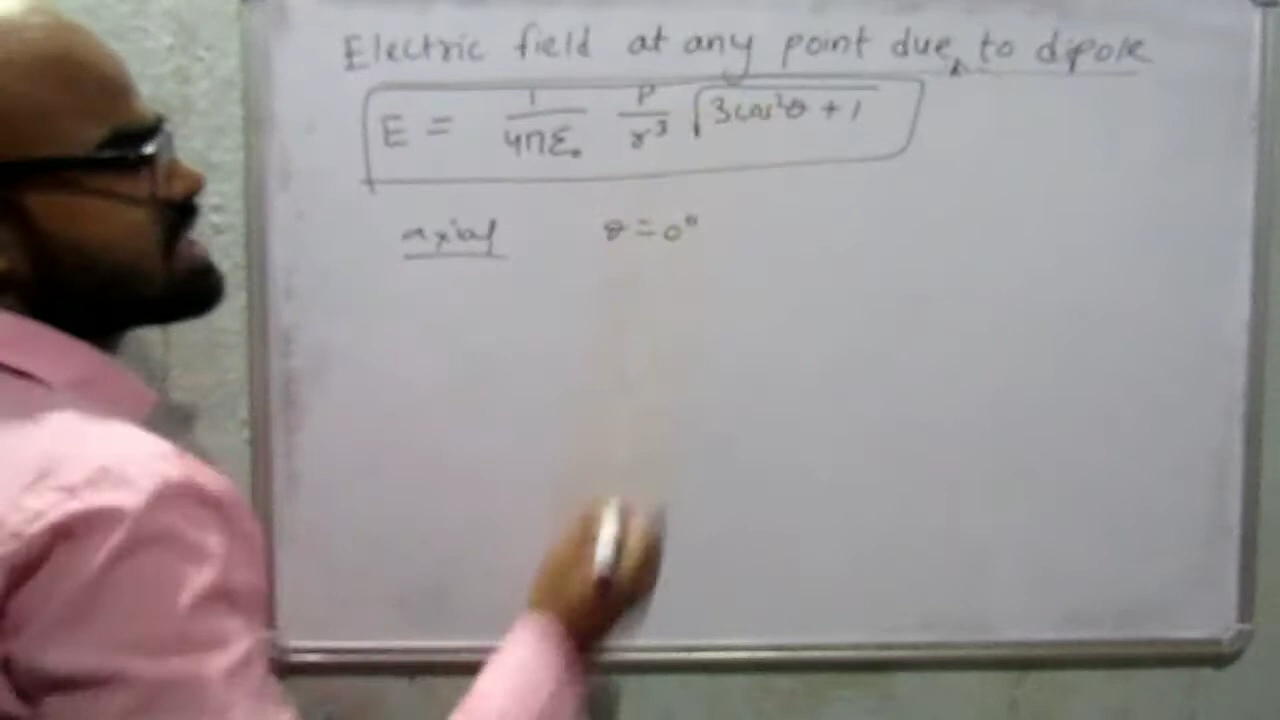 Electric field at any point due to dipole
E = 1/4πε₀ P/r³ √3cos²θ + 1
axial θ = 0°